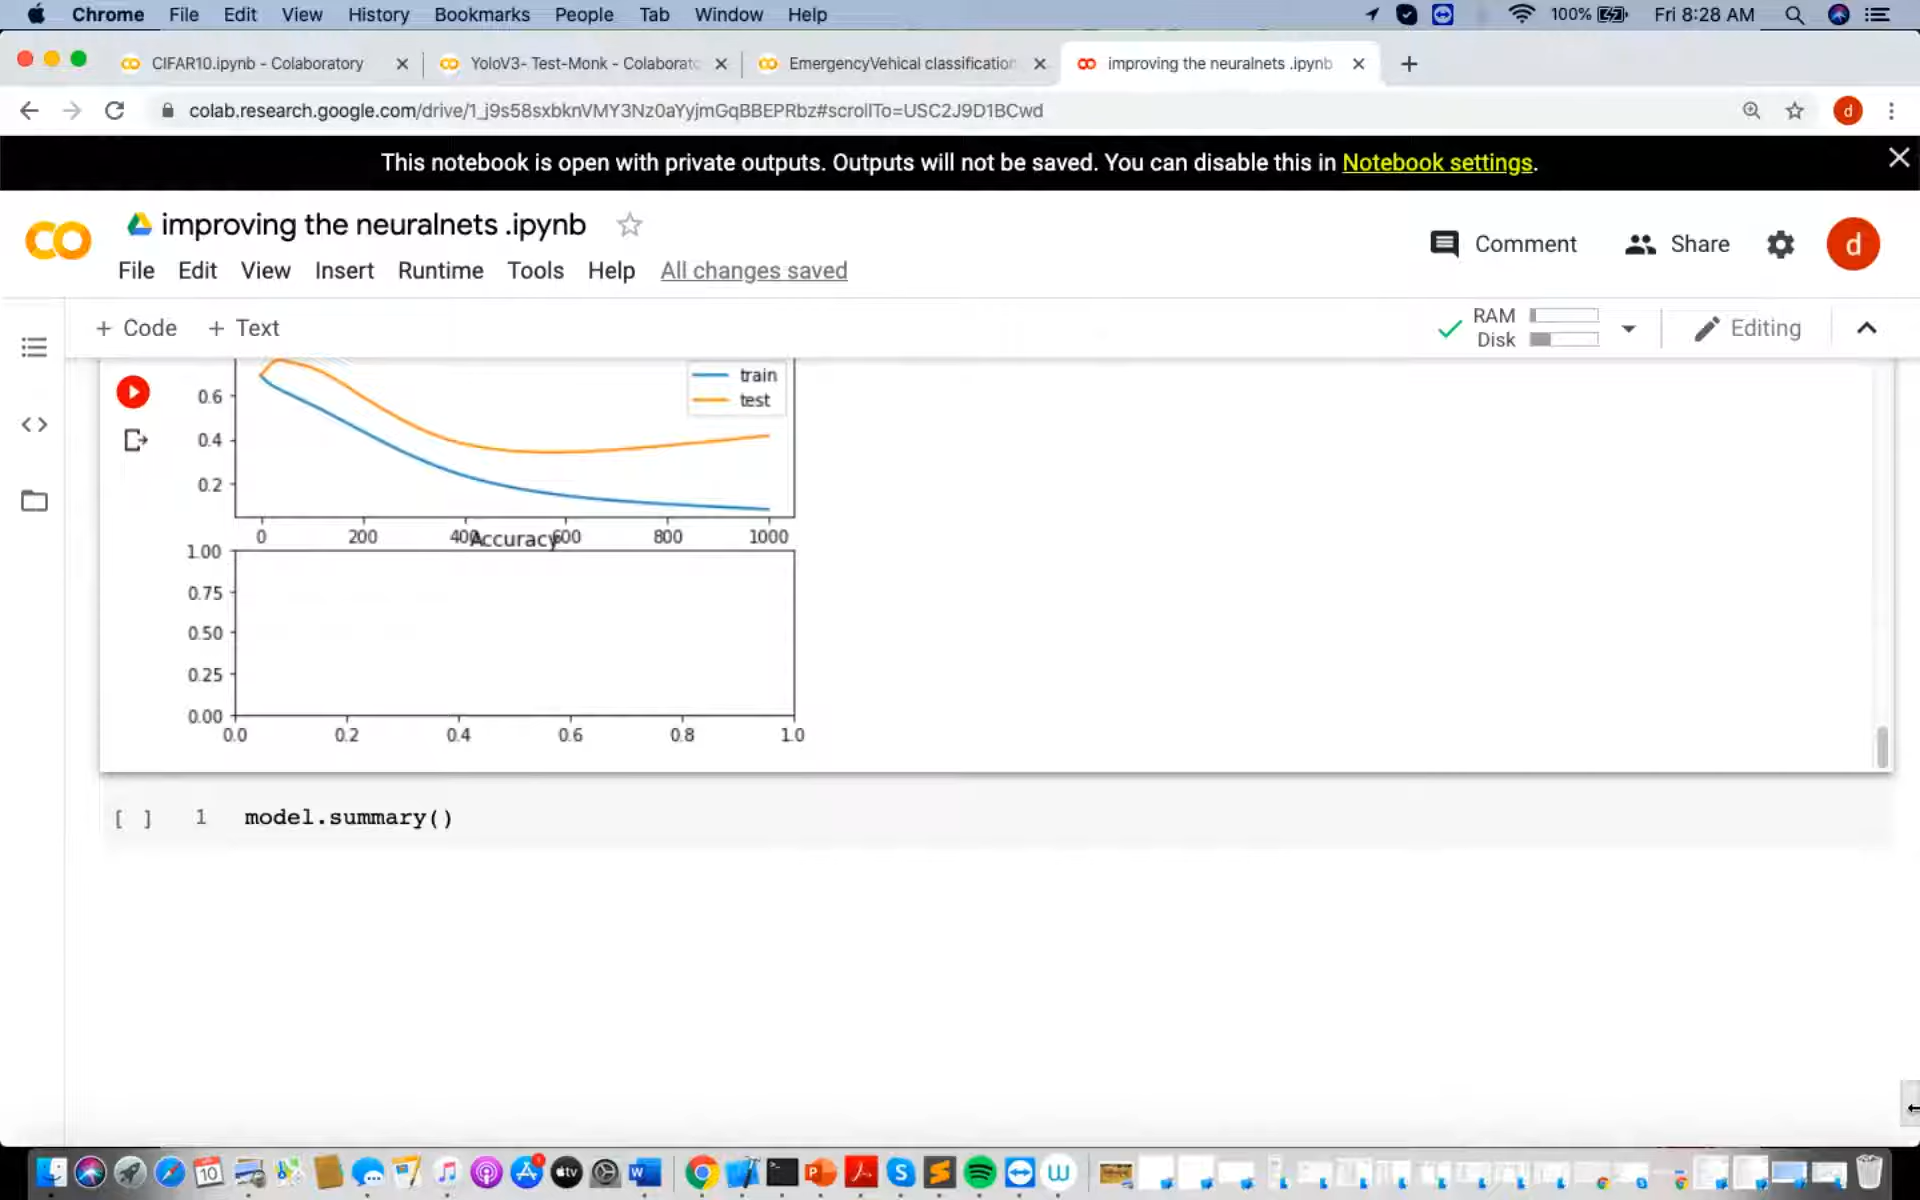 Chrome File Edit View History Bookmarks People Tab Window Help 100% Fri 8:28 AM
CIFAR10.ipynb - Colaboratory YoloV3- Test-Monk - Colaborato EmergencyVehical classification improving the neuralnets .ipynb
colab.research.google.com/drive/1_j9s58sxbknVMY3Nz0aYyjmGqBBEPRbz#scrollTo=USC2J9D1BCwd d
This notebook is open with private outputs. Outputs will not be saved. You can disable this in Notebook settings.
improving the neuralnets .ipynb
Comment Share d
File Edit View Insert Runtime Tools Help All changes saved
+ Code + Text RAM Disk Editing
train
0.6
test
0.4
0.2
0 200 400 600 800 1000
Accuracy
1.00
0.75
0.50
0.25
0.00
0.0 0.2 0.4 0.6 0.8 1.0
[ ] 1 model.summary()